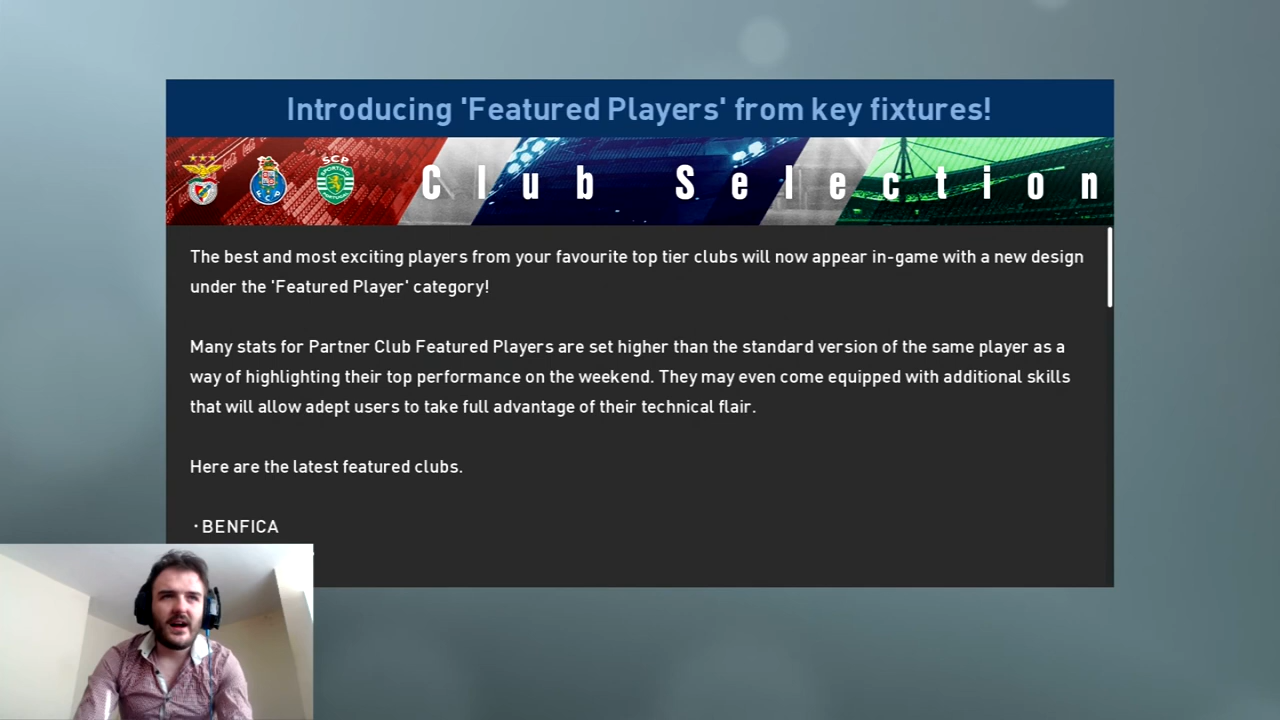 Introducing 'Featured Players' from key fixtures!
SCP
SPORTING
PORTUGAL
F.C.P
Club Selection
The best and most exciting players from your favourite top tier clubs will now appear in-game with a new design
under the 'Featured Player' category!
Many stats for Partner Club Featured Players are set higher than the standard version of the same player as a
way of highlighting their top performance on the weekend. They may even come equipped with additional skills
that will allow adept users to take full advantage of their technical flair.
Here are the latest featured clubs.
・BENFICA